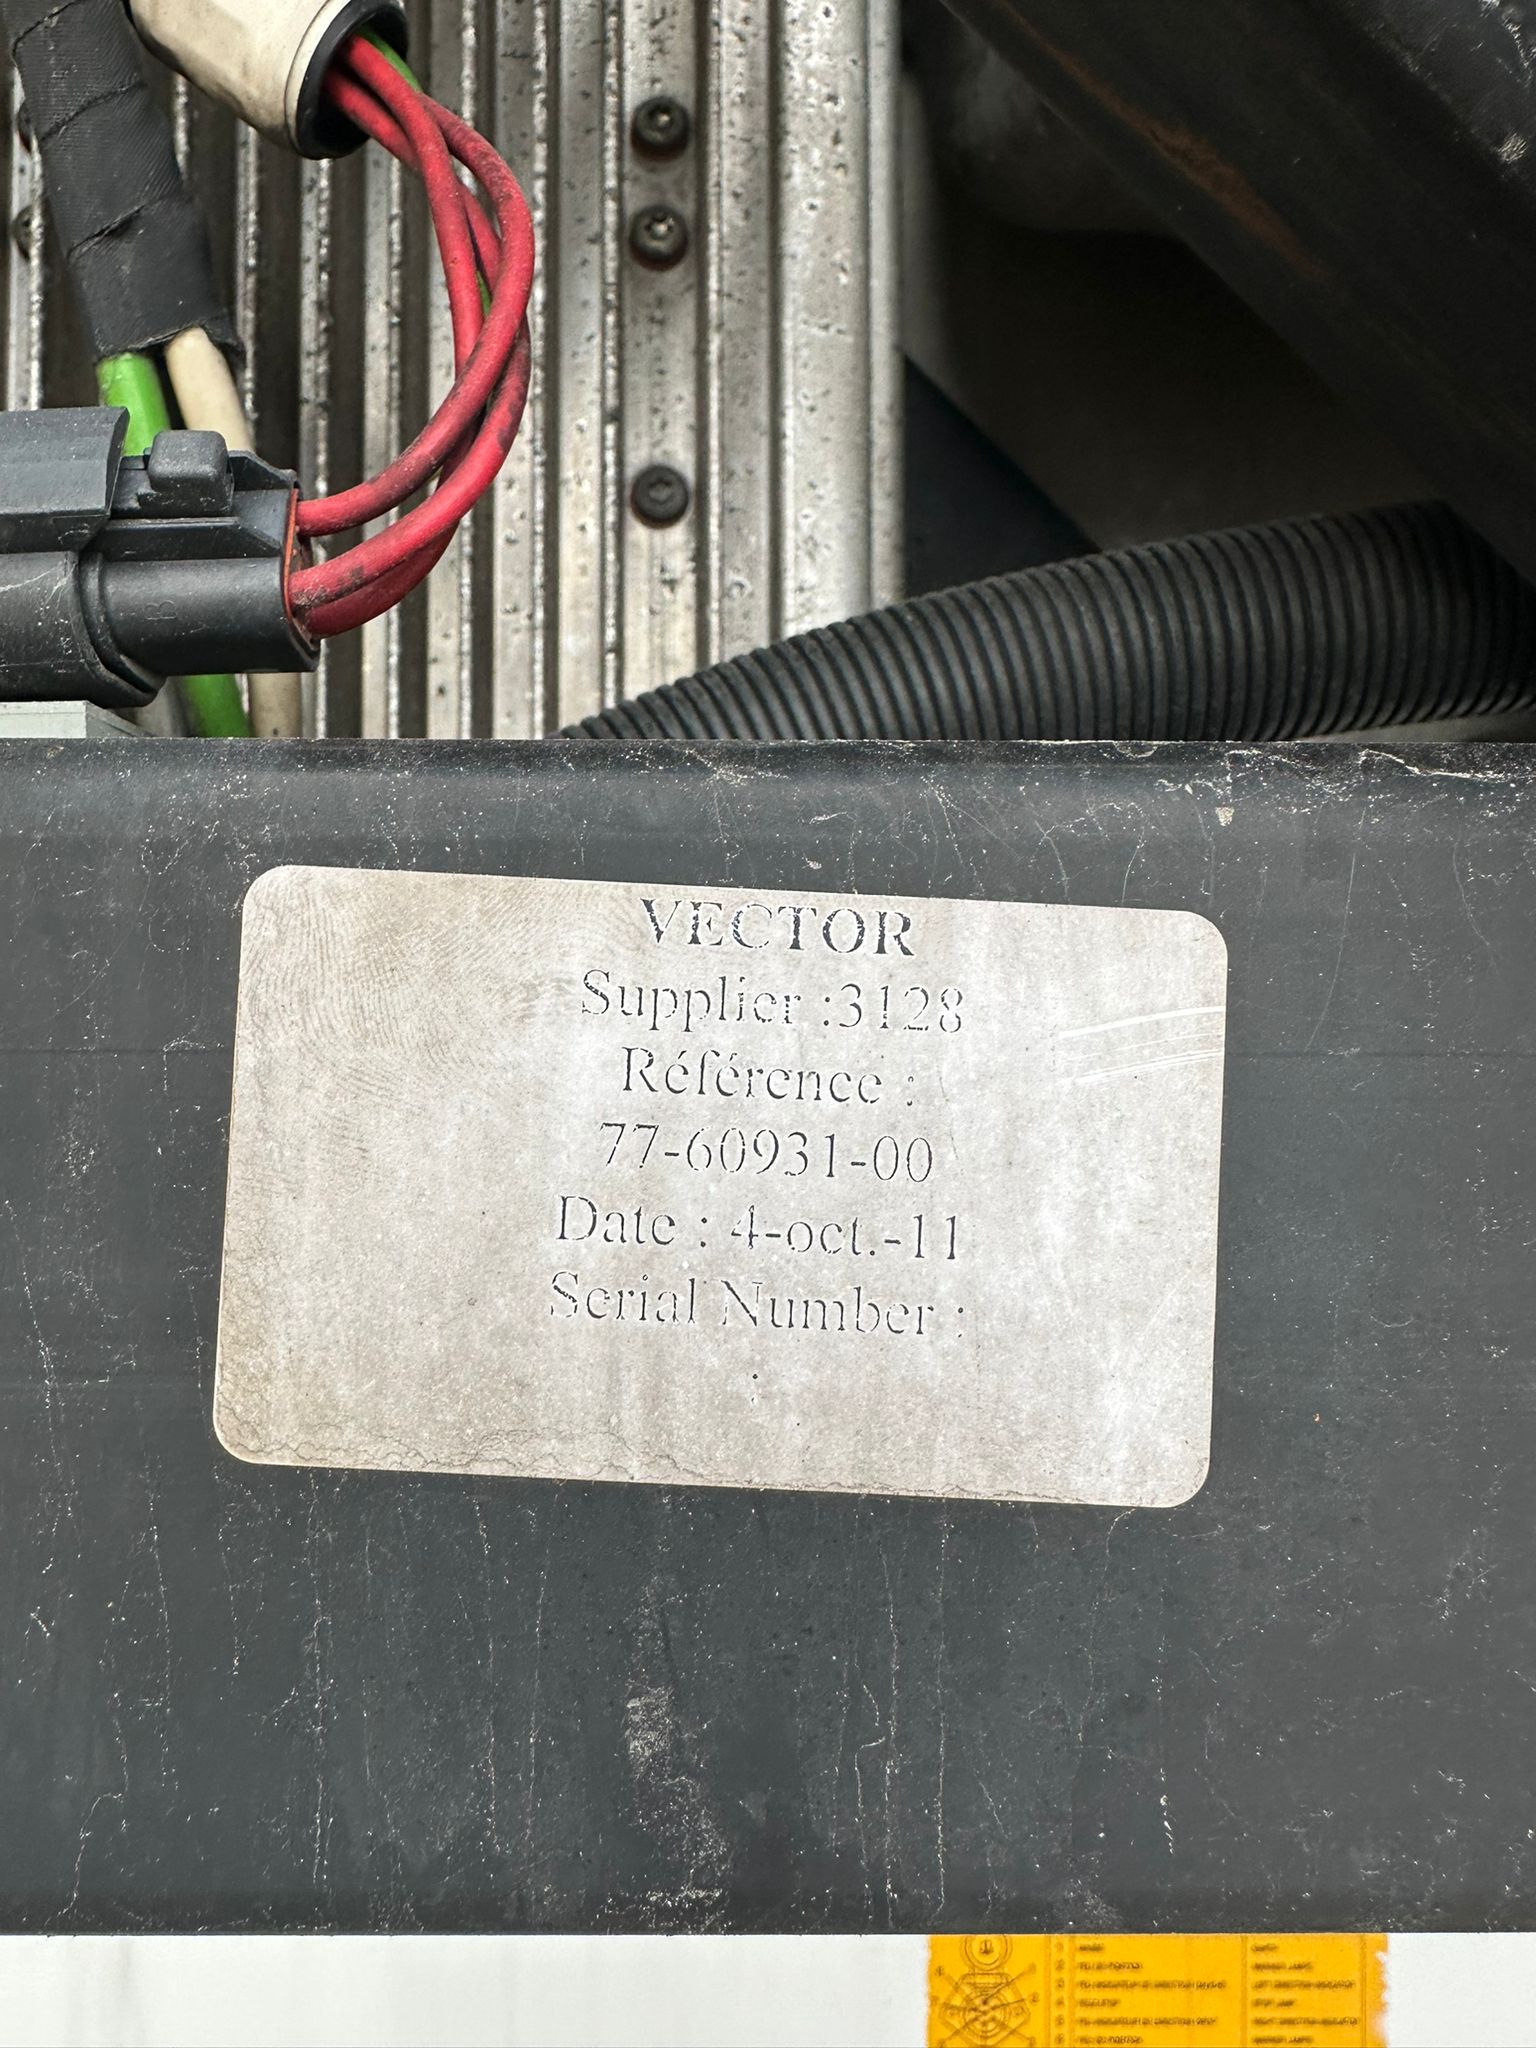 VECTOR
Supplier :3128
Référence :
77-60931-00
Date : 4-oct.-11
Serial Number :
:
B